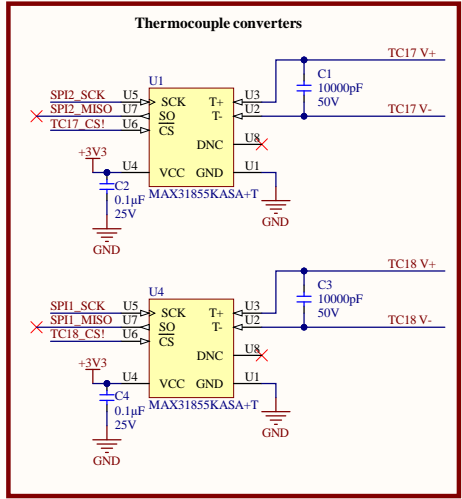 Thermocouple converters
TC17 V+
U1
SPI2_SCK U5 SCK T+ U3 C1
SPI2_MISO U7 SO T- U2 10000pF
TC17_CS! U6 CS 50V
TC17 V-
DNC U8
+3V3 U4 VCC GND U1
C2 MAX31855KASA+T
0.1µF
25V
GND GND
TC18 V+
U4
SPI1_SCK U5 SCK T+ U3 C3
SPI1_MISO U7 SO T- U2 10000pF
TC18_CS! U6 CS 50V
TC18 V-
DNC U8
+3V3 U4 VCC GND U1
C4 MAX31855KASA+T
0.1µF
25V
GND GND